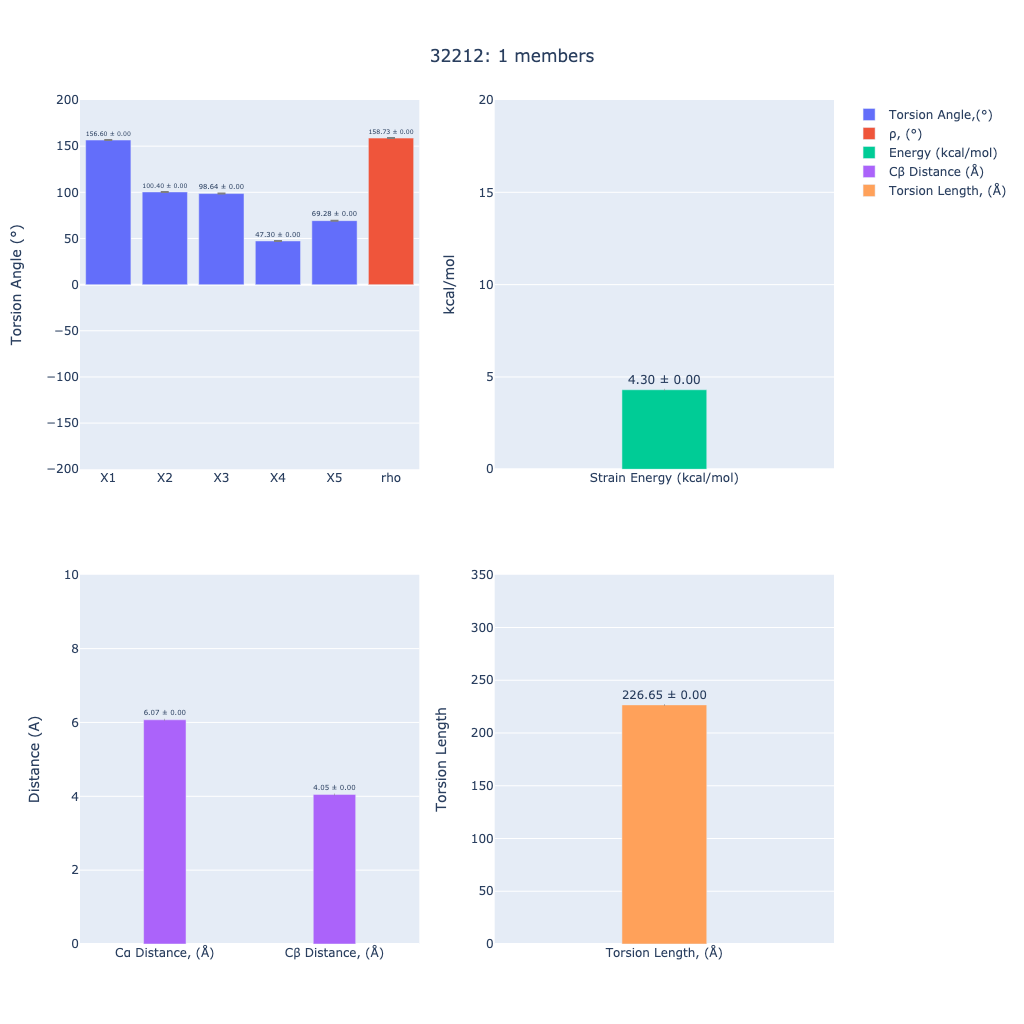 32212: 1 members
Torsion Angle (°)
200
150
100
50
0
−50
−100
−150
−200
156.60 ± 0.00
100.40 ± 0.00
98.64 ± 0.00
47.30 ± 0.00
69.28 ± 0.00
158.73 ± 0.00
X1 X2 X3 X4 X5 rho
kcal/mol
20
15
10
5
0
4.30 ± 0.00
Strain Energy (kcal/mol)
Torsion Angle,(°)
ρ, (°)
Energy (kcal/mol)
Cβ Distance (Å)
Torsion Length, (Å)
Distance (A)
10
8
6
4
2
0
6.07 ± 0.00
4.05 ± 0.00
Cα Distance, (Å) Cβ Distance, (Å)
Torsion Length
350
300
250
200
150
100
50
0
226.65 ± 0.00
Torsion Length, (Å)